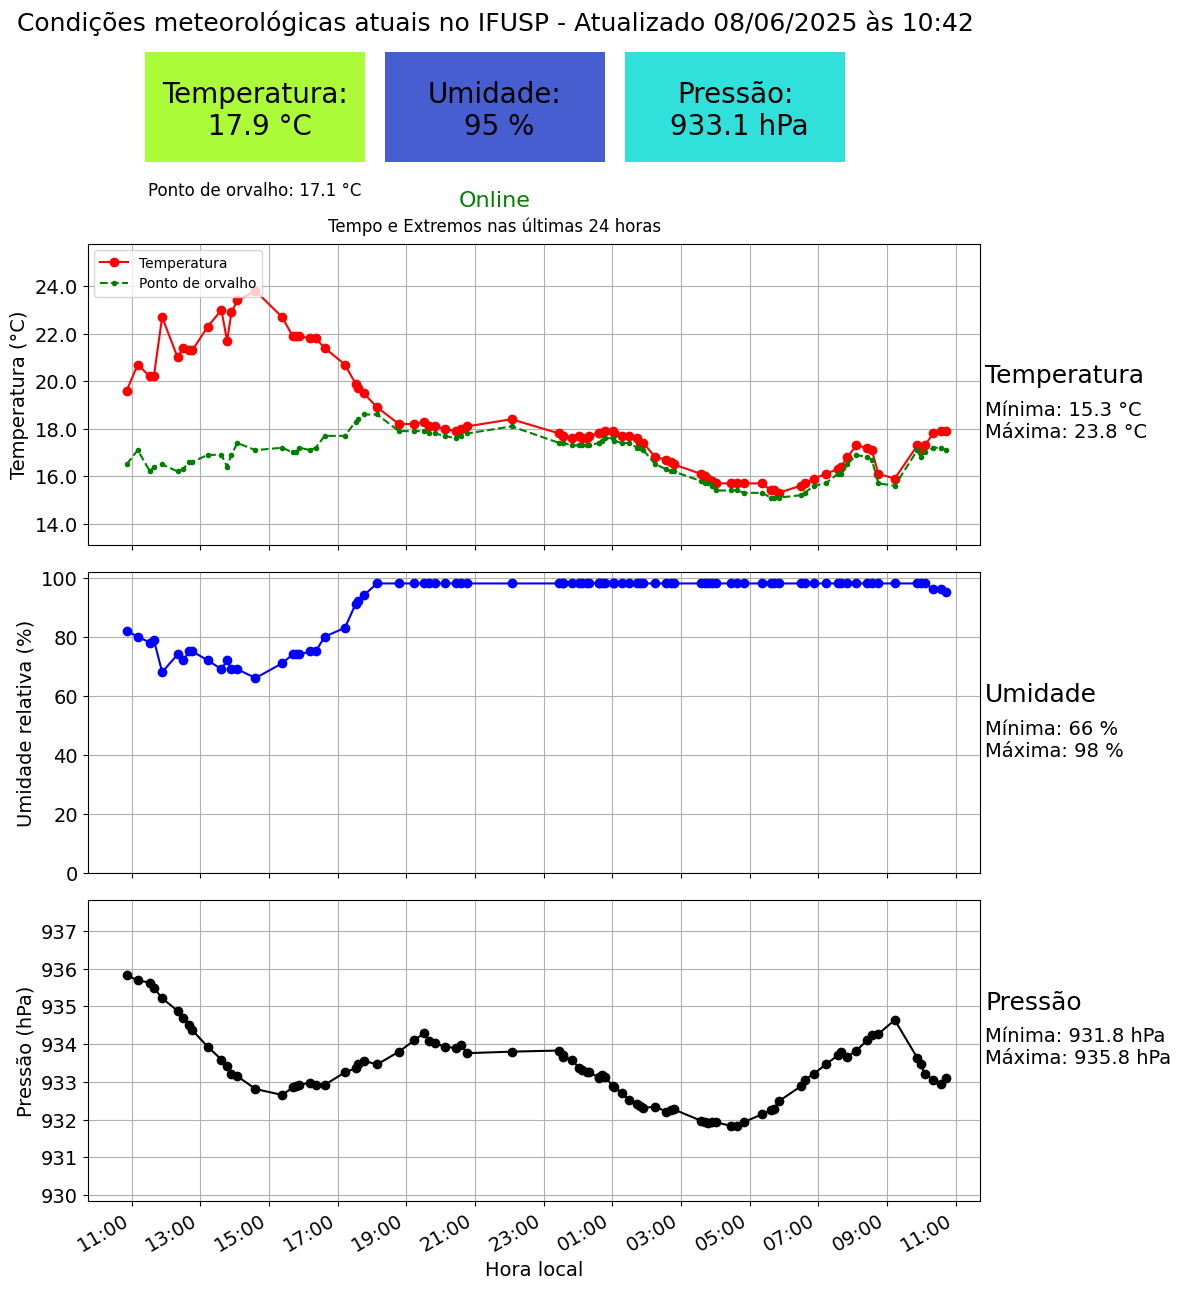 Condições meteorológicas atuais no IFUSP - Atualizado 08/06/2025 às 10:42
Temperatura:
17.9 °C
Umidade:
95 %
Pressão:
933.1 hPa
Ponto de orvalho: 17.1 °C
Online
Tempo e Extremos nas últimas 24 horas
Temperatura
Ponto de orvalho
Temperatura (°C)
24.0
22.0
20.0
18.0
16.0
14.0
Temperatura
Mínima: 15.3 °C
Máxima: 23.8 °C
Umidade relativa (%)
100
80
60
40
20
0
Umidade
Mínima: 66 %
Máxima: 98 %
Pressão (hPa)
937
936
935
934
933
932
931
930
Pressão
Mínima: 931.8 hPa
Máxima: 935.8 hPa
11:00
13:00
15:00
17:00
19:00
21:00
23:00
01:00
03:00
05:00
07:00
09:00
11:00
Hora local